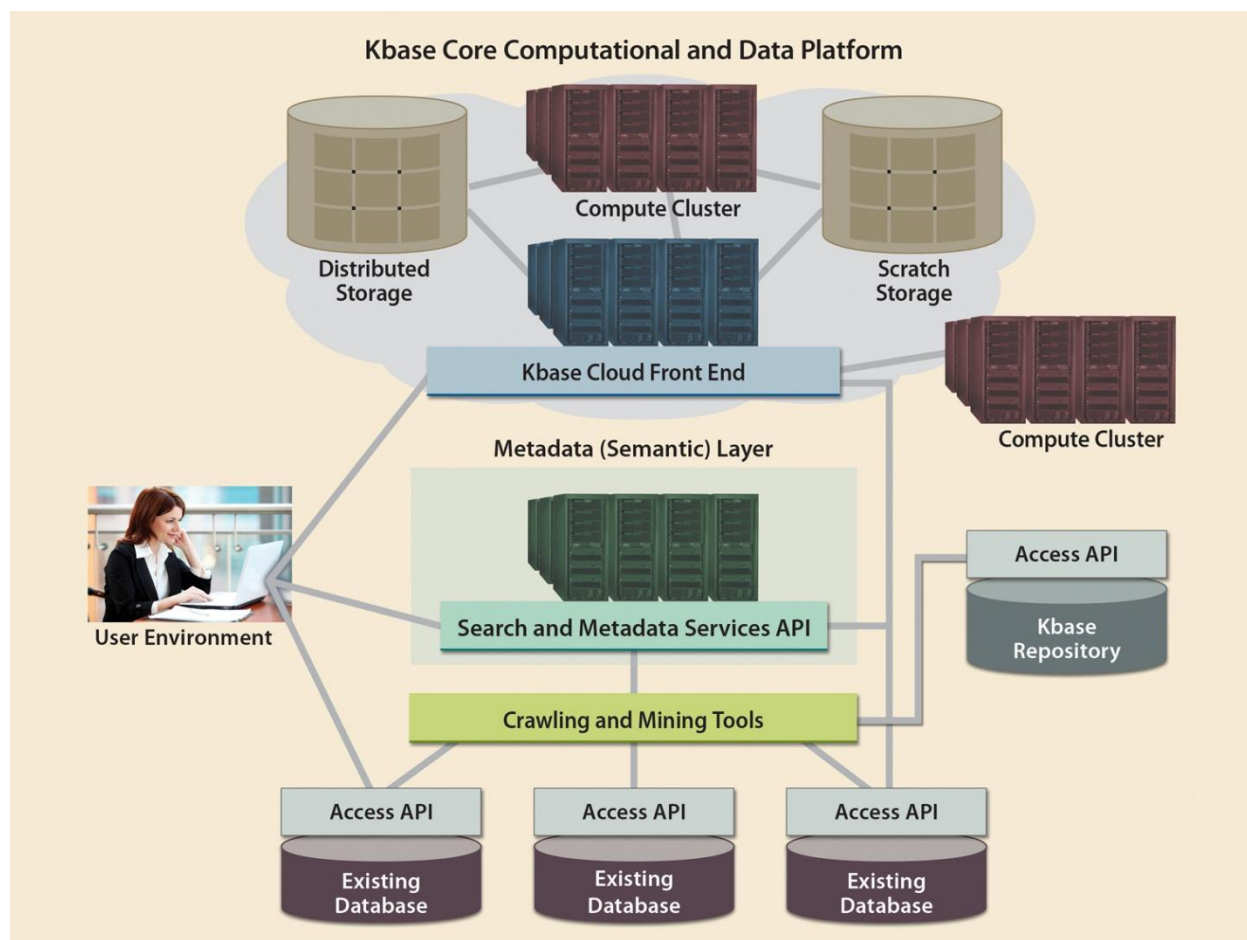 Kbase Core Computational and Data Platform
Compute Cluster
Distributed
Storage
Scratch
Storage
Kbase Cloud Front End
Compute Cluster
Metadata (Semantic) Layer
Access API
Kbase
Repository
User Environment
Search and Metadata Services API
Crawling and Mining Tools
Access API
Access API
Access API
Existing
Database
Existing
Database
Existing
Database